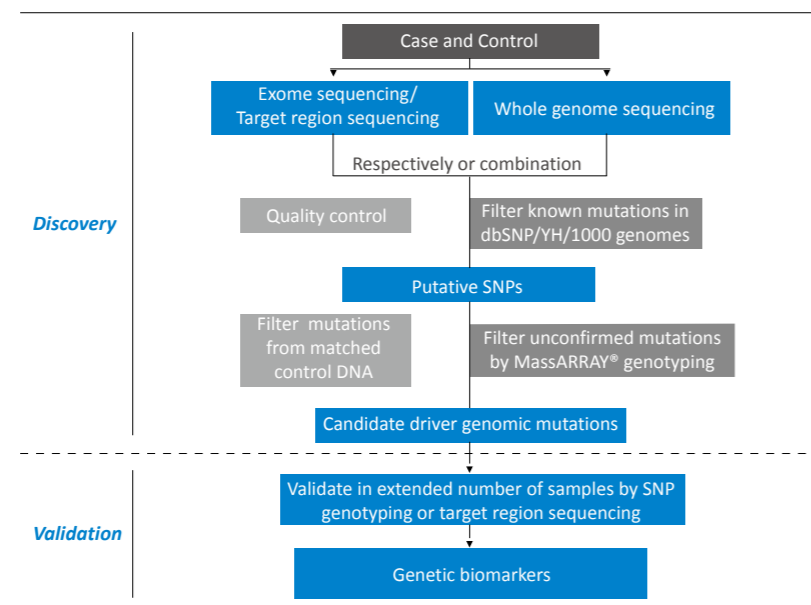 Case and Control
Exome sequencing/
Target region sequencing
Whole genome sequencing
Respectively or combination
Discovery
Quality control
Filter known mutations in
dbSNP/YH/1000 genomes
Putative SNPs
Filter mutations
from matched
control DNA
Filter unconfirmed mutations
by MassARRAY® genotyping
Candidate driver genomic mutations
Validate in extended number of samples by SNP
genotyping or target region sequencing
Validation
Genetic biomarkers